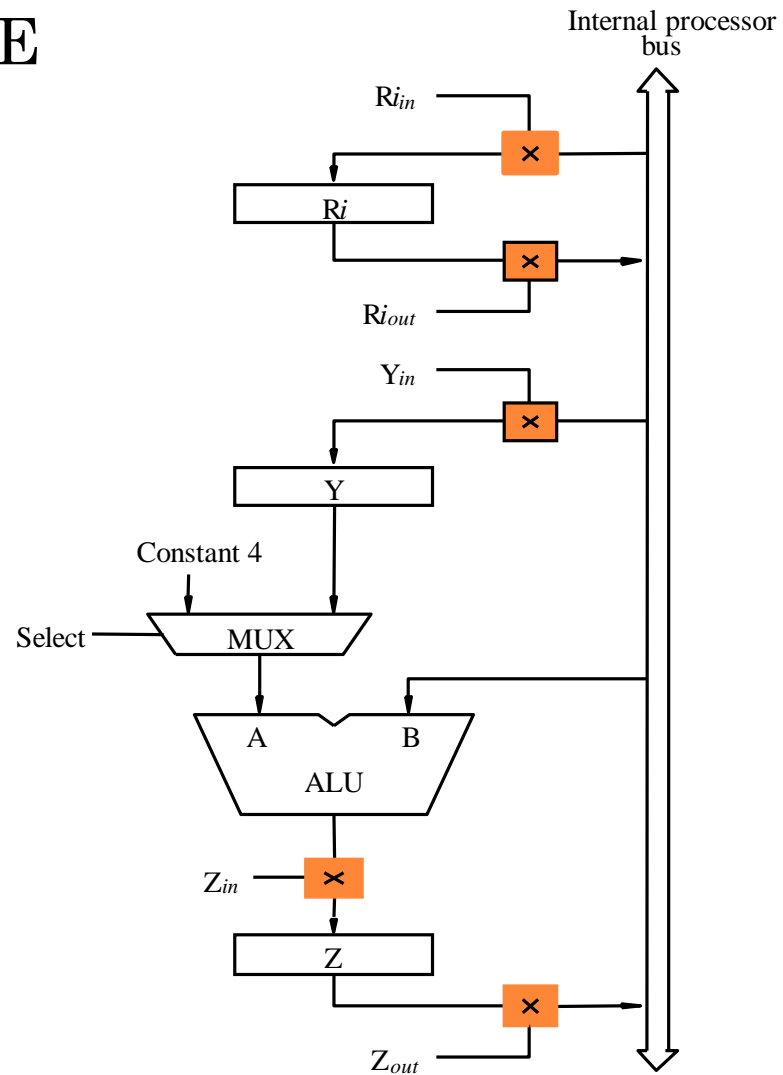 E
Internal processor
bus
Riin
×
Ri
×
Riout
Yin
×
Y
Constant 4
Select
MUX
A
B
ALU
Zin
×
Z
×
Zout